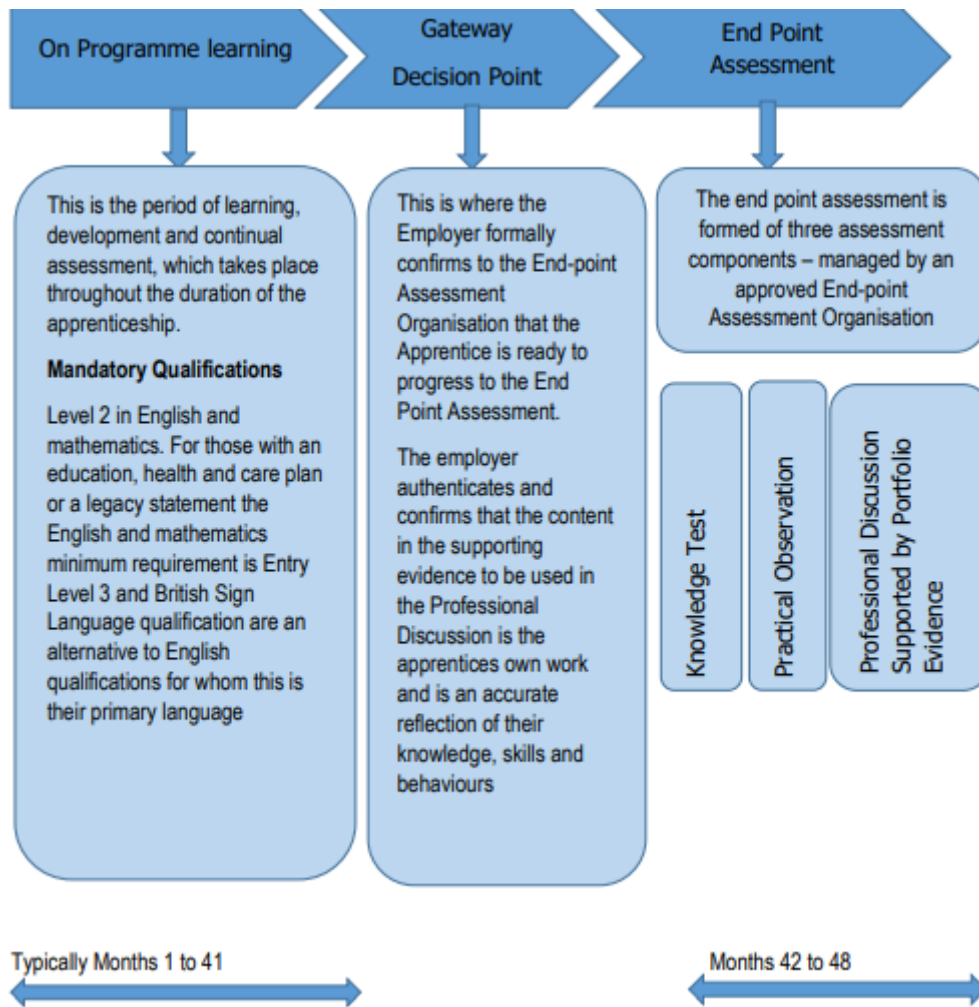 On Programme learning
Gateway
Decision Point
End Point
Assessment
This is the period of learning,
development and continual
assessment, which takes place
throughout the duration of the
apprenticeship.
Mandatory Qualifications
Level 2 in English and
mathematics. For those with an
education, health and care plan
or a legacy statement the
English and mathematics
minimum requirement is Entry
Level 3 and British Sign
Language qualification are an
alternative to English
qualifications for whom this is
their primary language
This is where the
Employer formally
confirms to the End-point
Assessment
Organisation that the
Apprentice is ready to
progress to the End
Point Assessment.
The employer
authenticates and
confirms that the content
in the supporting
evidence to be used in
the Professional
Discussion is the
apprentices own work
and is an accurate
reflection of their
knowledge, skills and
behaviours
The end point assessment is
formed of three assessment
components – managed by an
approved End-point
Assessment Organisation
Knowledge Test
Practical Observation
Professional Discussion
Supported by Portfolio
Evidence
Typically Months 1 to 41
Months 42 to 48